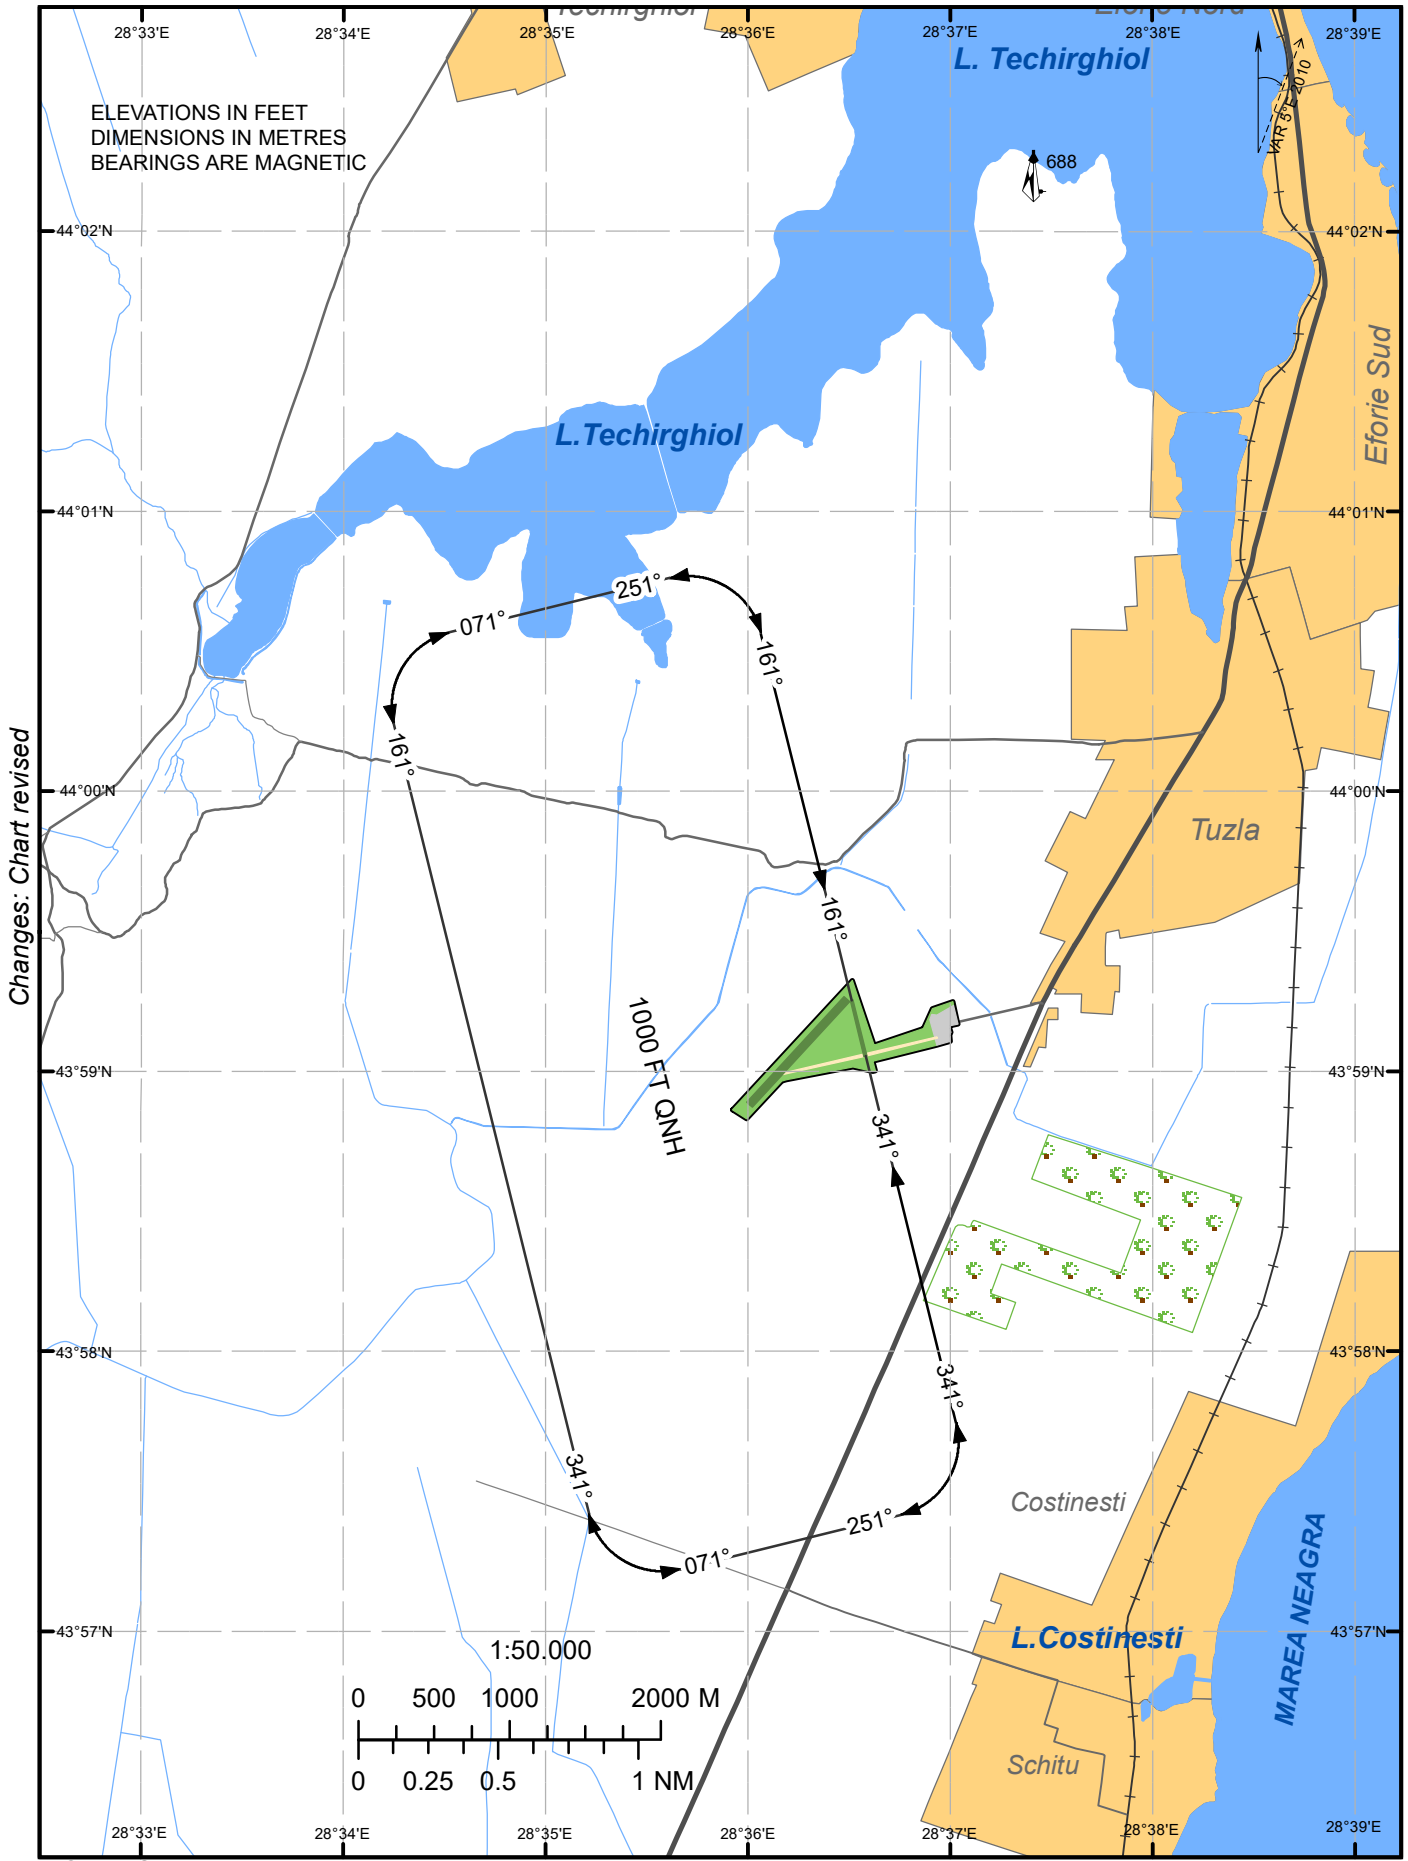 Techirghiol
Eforie Nord
28°33'E
28°34'E
28°35'E
28°36'E
28°37'E
28°38'E
28°39'E
L. Techirghiol
VAR 5°E 2010
ELEVATIONS IN FEET
DIMENSIONS IN METRES
BEARINGS ARE MAGNETIC
688
44°02'N
44°02'N
Eforie Sud
L.Techirghiol
44°01'N
44°01'N
251°
071°
161°
161°
Changes: Chart revised
44°00'N
44°00'N
Tuzla
161°
1000 FT QNH
43°59'N
43°59'N
341°
43°58'N
43°58'N
341°
341°
Costinesti
251°
071°
MAREA NEAGRA
43°57'N
43°57'N
L.Costinesti
1:50.000
0 500 1000 2000 M
0 0.25 0.5 1 NM
Schitu
28°33'E
28°34'E
28°35'E
28°36'E
28°37'E
28°38'E
28°39'E